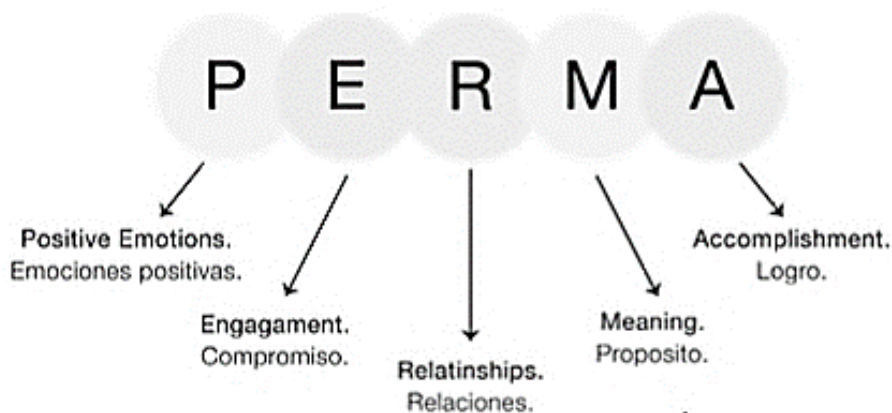 P E R M A
Positive Emotions.
Emociones positivas.
Engagament.
Compromiso.
Relatinships.
Relaciones.
Meaning.
Proposito.
Accomplishment.
Logro.